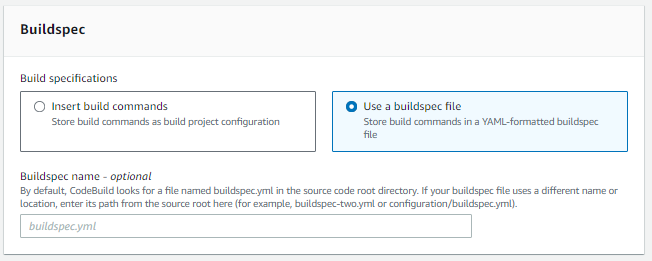 Buildspec
Build specifications
Insert build commands
Store build commands as build project configuration
Use a buildspec file
Store build commands in a YAML-formatted buildspec
file
Buildspec name - optional
By default, CodeBuild looks for a file named buildspec.yml in the source code root directory. If your buildspec file uses a different name or
location, enter its path from the source root here (for example, buildspec-two.yml or configuration/buildspec.yml).
buildspec.yml